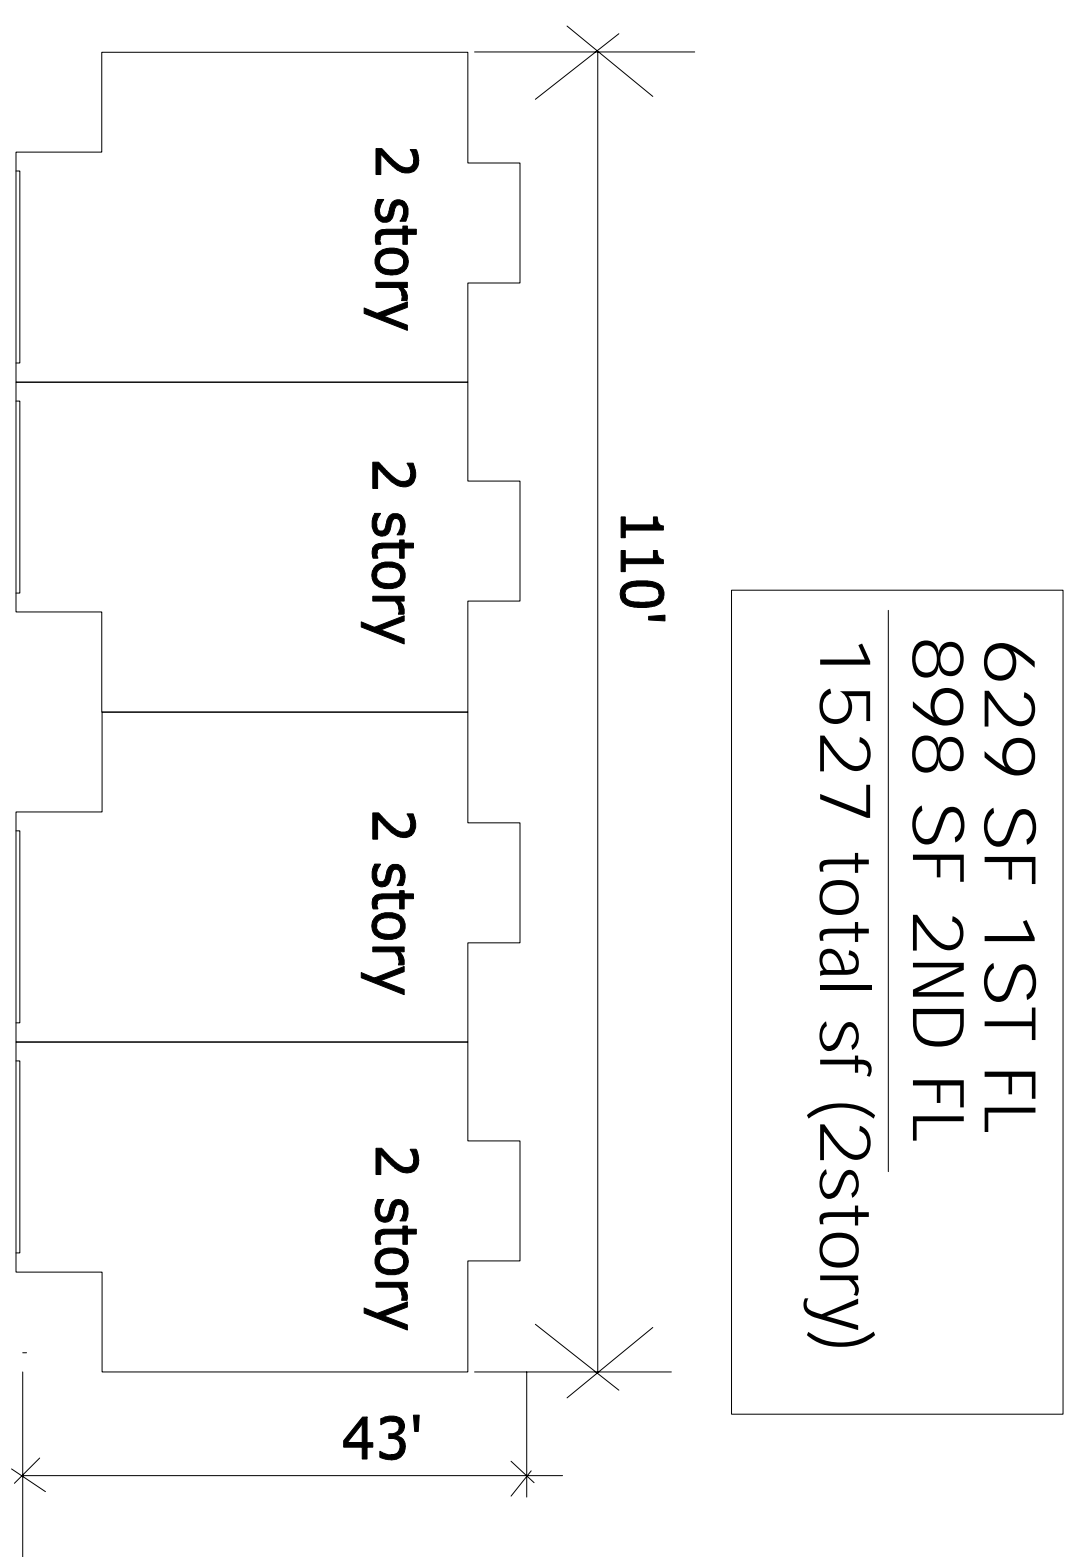 2 story
2 story
2 story
2 story
110'
43'
629 SF 1ST FL
898 SF 2ND FL
1527 total sf (2story)